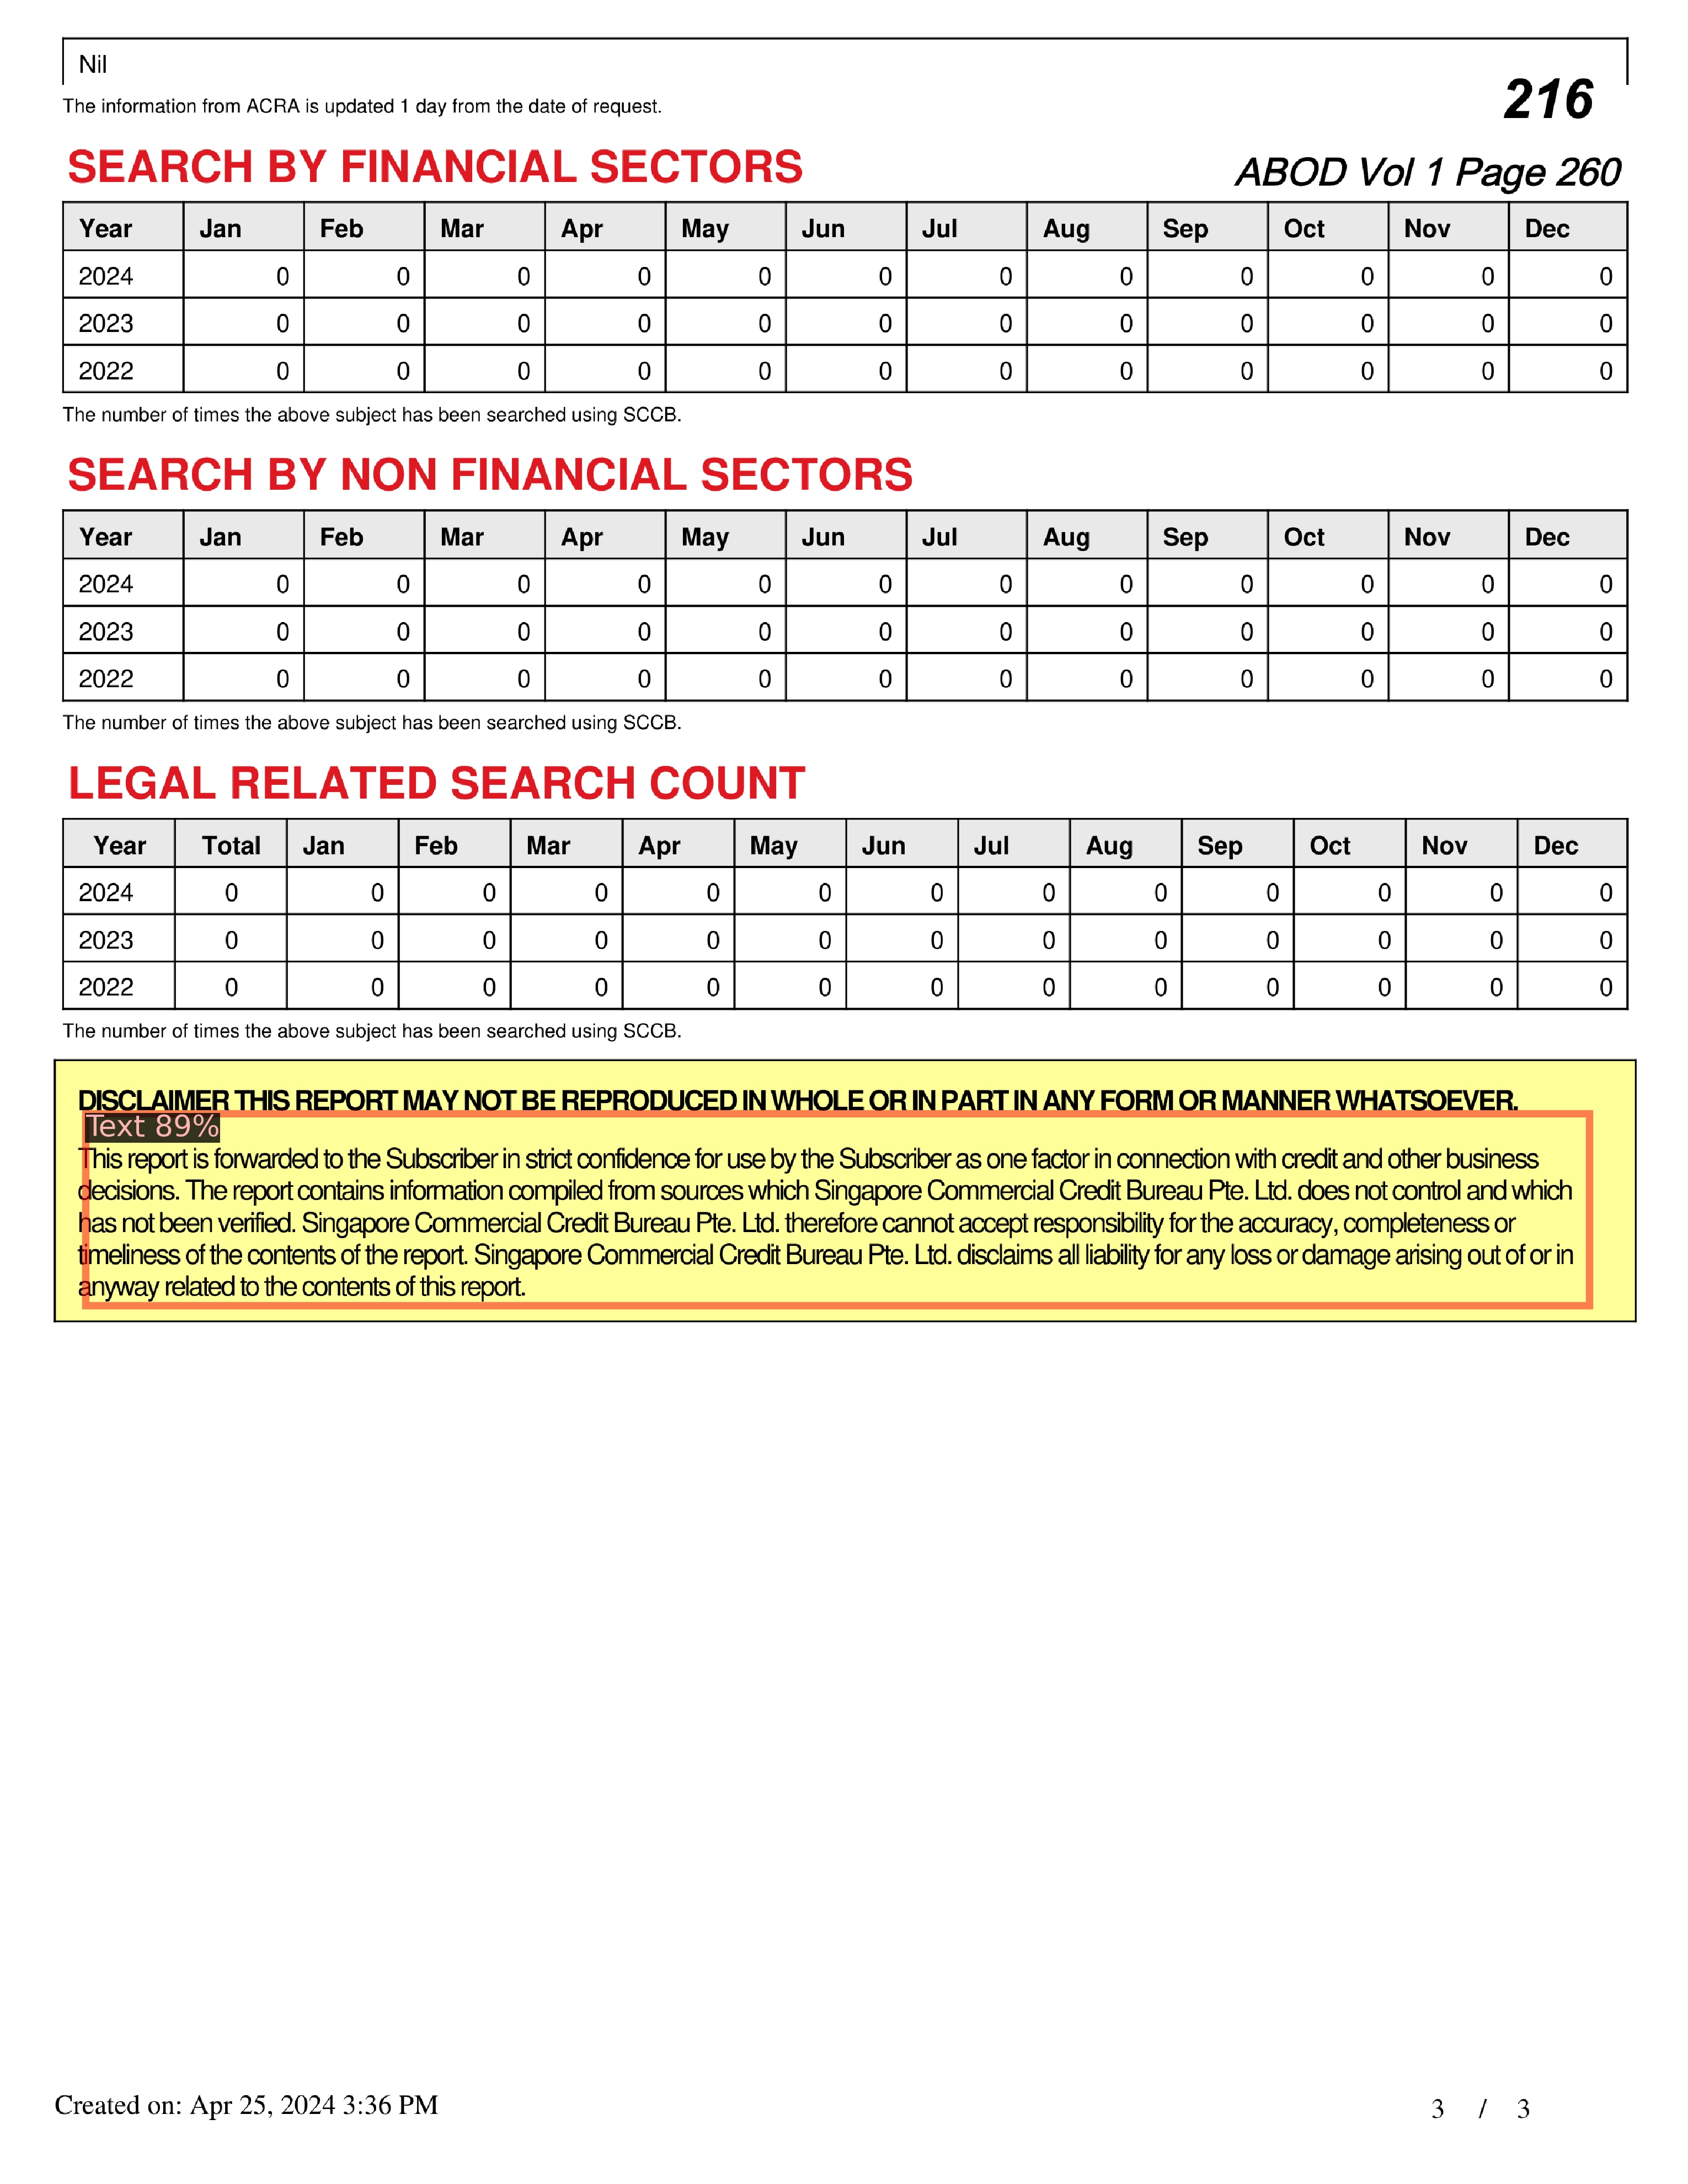 Nil
The information from ACRA is updated 1 day from the date of request.
216
SEARCH BY FINANCIAL SECTORS
ABOD Vol 1 Page 260
Year Jan Feb Mar Apr May Jun Jul Aug Sep Oct Nov Dec
2024 0 0 0 0 0 0 0 0 0 0 0 0
2023 0 0 0 0 0 0 0 0 0 0 0 0
2022 0 0 0 0 0 0 0 0 0 0 0 0
The number of times the above subject has been searched using SCCB.
SEARCH BY NON FINANCIAL SECTORS
Year Jan Feb Mar Apr May Jun Jul Aug Sep Oct Nov Dec
2024 0 0 0 0 0 0 0 0 0 0 0 0
2023 0 0 0 0 0 0 0 0 0 0 0 0
2022 0 0 0 0 0 0 0 0 0 0 0 0
The number of times the above subject has been searched using SCCB.
LEGAL RELATED SEARCH COUNT
Year Total Jan Feb Mar Apr May Jun Jul Aug Sep Oct Nov Dec
2024 0 0 0 0 0 0 0 0 0 0 0 0 0
2023 0 0 0 0 0 0 0 0 0 0 0 0 0
2022 0 0 0 0 0 0 0 0 0 0 0 0 0
The number of times the above subject has been searched using SCCB.
DISCLAIMER THIS REPORT MAY NOT BE REPRODUCED IN WHOLE OR IN PART IN ANY FORM OR MANNER WHATSOEVER.
Text 89%
This report is forwarded to the Subscriber in strict confidence for use by the Subscriber as one factor in connection with credit and other business
decisions. The report contains information compiled from sources which Singapore Commercial Credit Bureau Pte. Ltd. does not control and which
has not been verified. Singapore Commercial Credit Bureau Pte. Ltd. therefore cannot accept responsibility for the accuracy, completeness or
timeliness of the contents of the report. Singapore Commercial Credit Bureau Pte. Ltd. disclaims all liability for any loss or damage arising out of or in
anyway related to the contents of this report.
Created on: Apr 25, 2024 3:36 PM
3 / 3